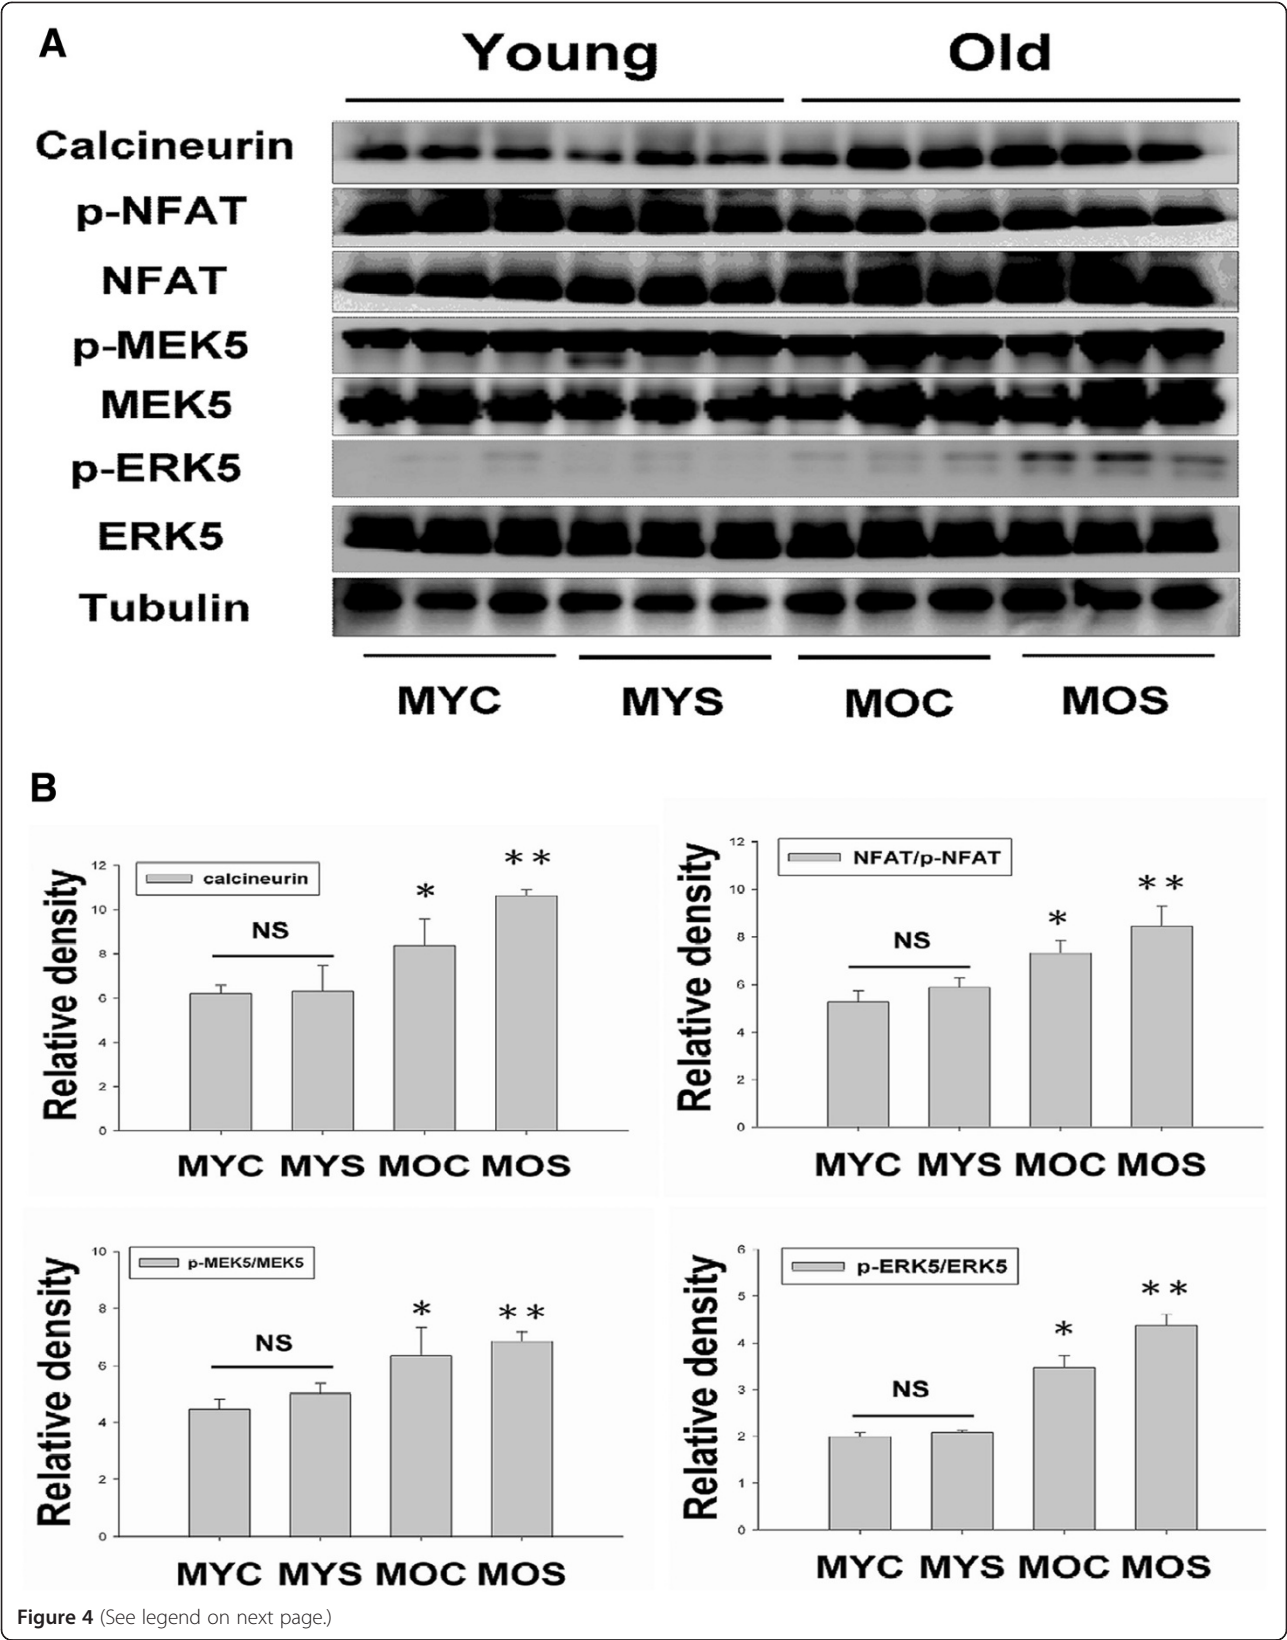 A
Young Old
Calcineurin
p-NFAT
NFAT
p-MEK5
MEK5
p-ERK5
ERK5
Tubulin
MYC MYS MOC MOS
B
Relative density
12
10
8
6
4
2
0
calcineurin
NS
*
**
MYC MYS MOC MOS
Relative density
12
10
8
6
4
2
0
NFAT/p-NFAT
NS
*
**
MYC MYS MOC MOS
Relative density
10
8
6
4
2
0
p-MEK5/MEK5
NS
*
**
MYC MYS MOC MOS
Relative density
6
5
4
3
2
1
0
p-ERK5/ERK5
NS
*
**
MYC MYS MOC MOS
Figure 4 (See legend on next page.)